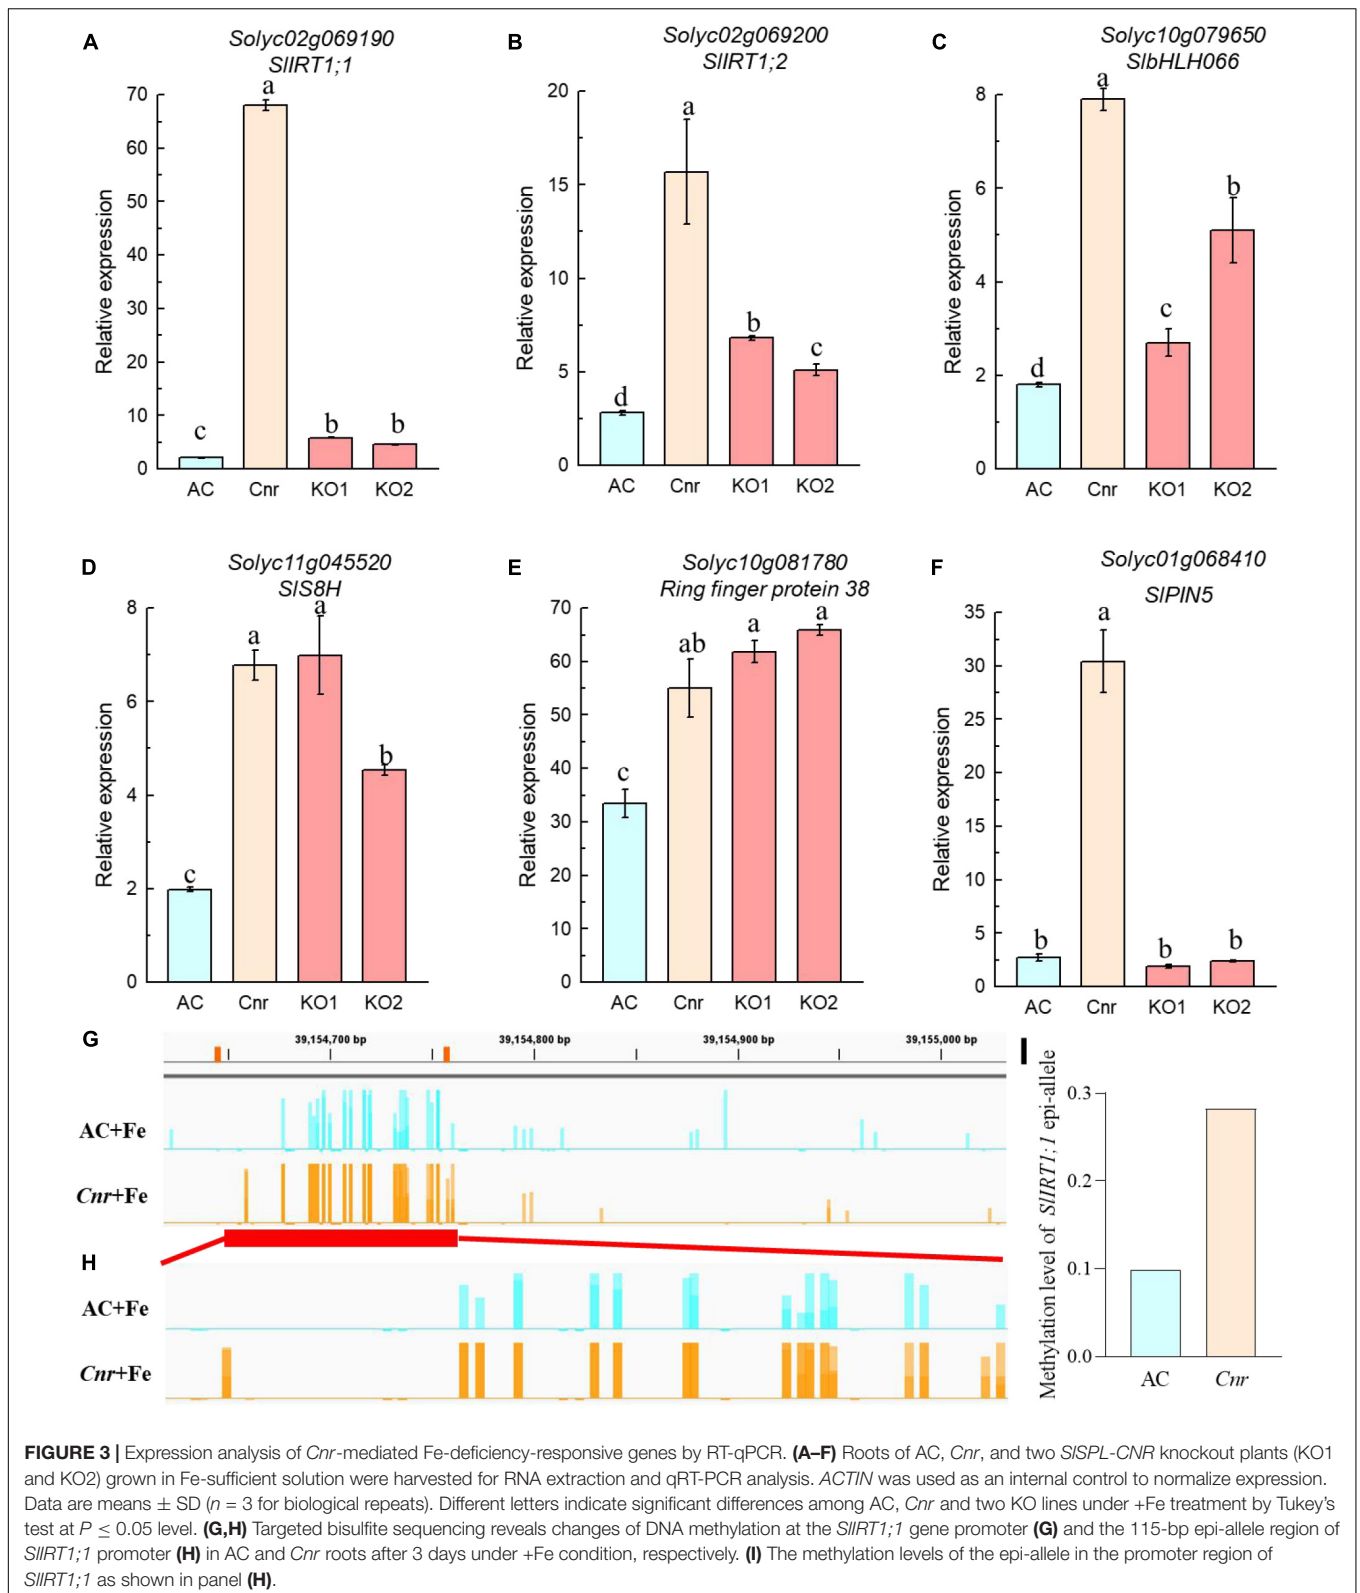 A
Solyc02g069190
SlIRT1;1
Relative expression
70
60
50
40
30
20
10
0
a
c
b
b
AC Cnr KO1 KO2
B
Solyc02g069200
SlIRT1;2
Relative expression
20
15
10
5
0
a
d
b
c
AC Cnr KO1 KO2
C
Solyc10g079650
SlbHLH066
Relative expression
8
6
4
2
0
a
b
c
d
AC Cnr KO1 KO2
D
Solyc11g045520
SlS8H
Relative expression
8
6
4
2
0
a
a
b
c
AC Cnr KO1 KO2
E
Solyc10g081780
Ring finger protein 38
Relative expression
70
60
50
40
30
20
10
0
c
ab
a
a
AC Cnr KO1 KO2
F
Solyc01g068410
SlPIN5
Relative expression
35
30
25
20
15
10
5
0
a
b
b
b
AC Cnr KO1 KO2
G
39,154,700 bp 39,154,800 bp 39,154,900 bp 39,155,000 bp
AC+Fe
Cnr+Fe
H
AC+Fe
Cnr+Fe
I
Methylation level of SlIRT1;1 epi-allele
0.3
0.2
0.1
0.0
AC Cnr
FIGURE 3 | Expression analysis of Cnr-mediated Fe-deficiency-responsive genes by RT-qPCR. (A–F) Roots of AC, Cnr, and two SlSPL-CNR knockout plants (KO1
and KO2) grown in Fe-sufficient solution were harvested for RNA extraction and qRT-PCR analysis. ACTIN was used as an internal control to normalize expression.
Data are means ± SD (n = 3 for biological repeats). Different letters indicate significant differences among AC, Cnr and two KO lines under +Fe treatment by Tukey's
test at P ≤ 0.05 level. (G,H) Targeted bisulfite sequencing reveals changes of DNA methylation at the SlIRT1;1 gene promoter (G) and the 115-bp epi-allele region of
SlIRT1;1 promoter (H) in AC and Cnr roots after 3 days under +Fe condition, respectively. (I) The methylation levels of the epi-allele in the promoter region of
SlIRT1;1 as shown in panel (H).